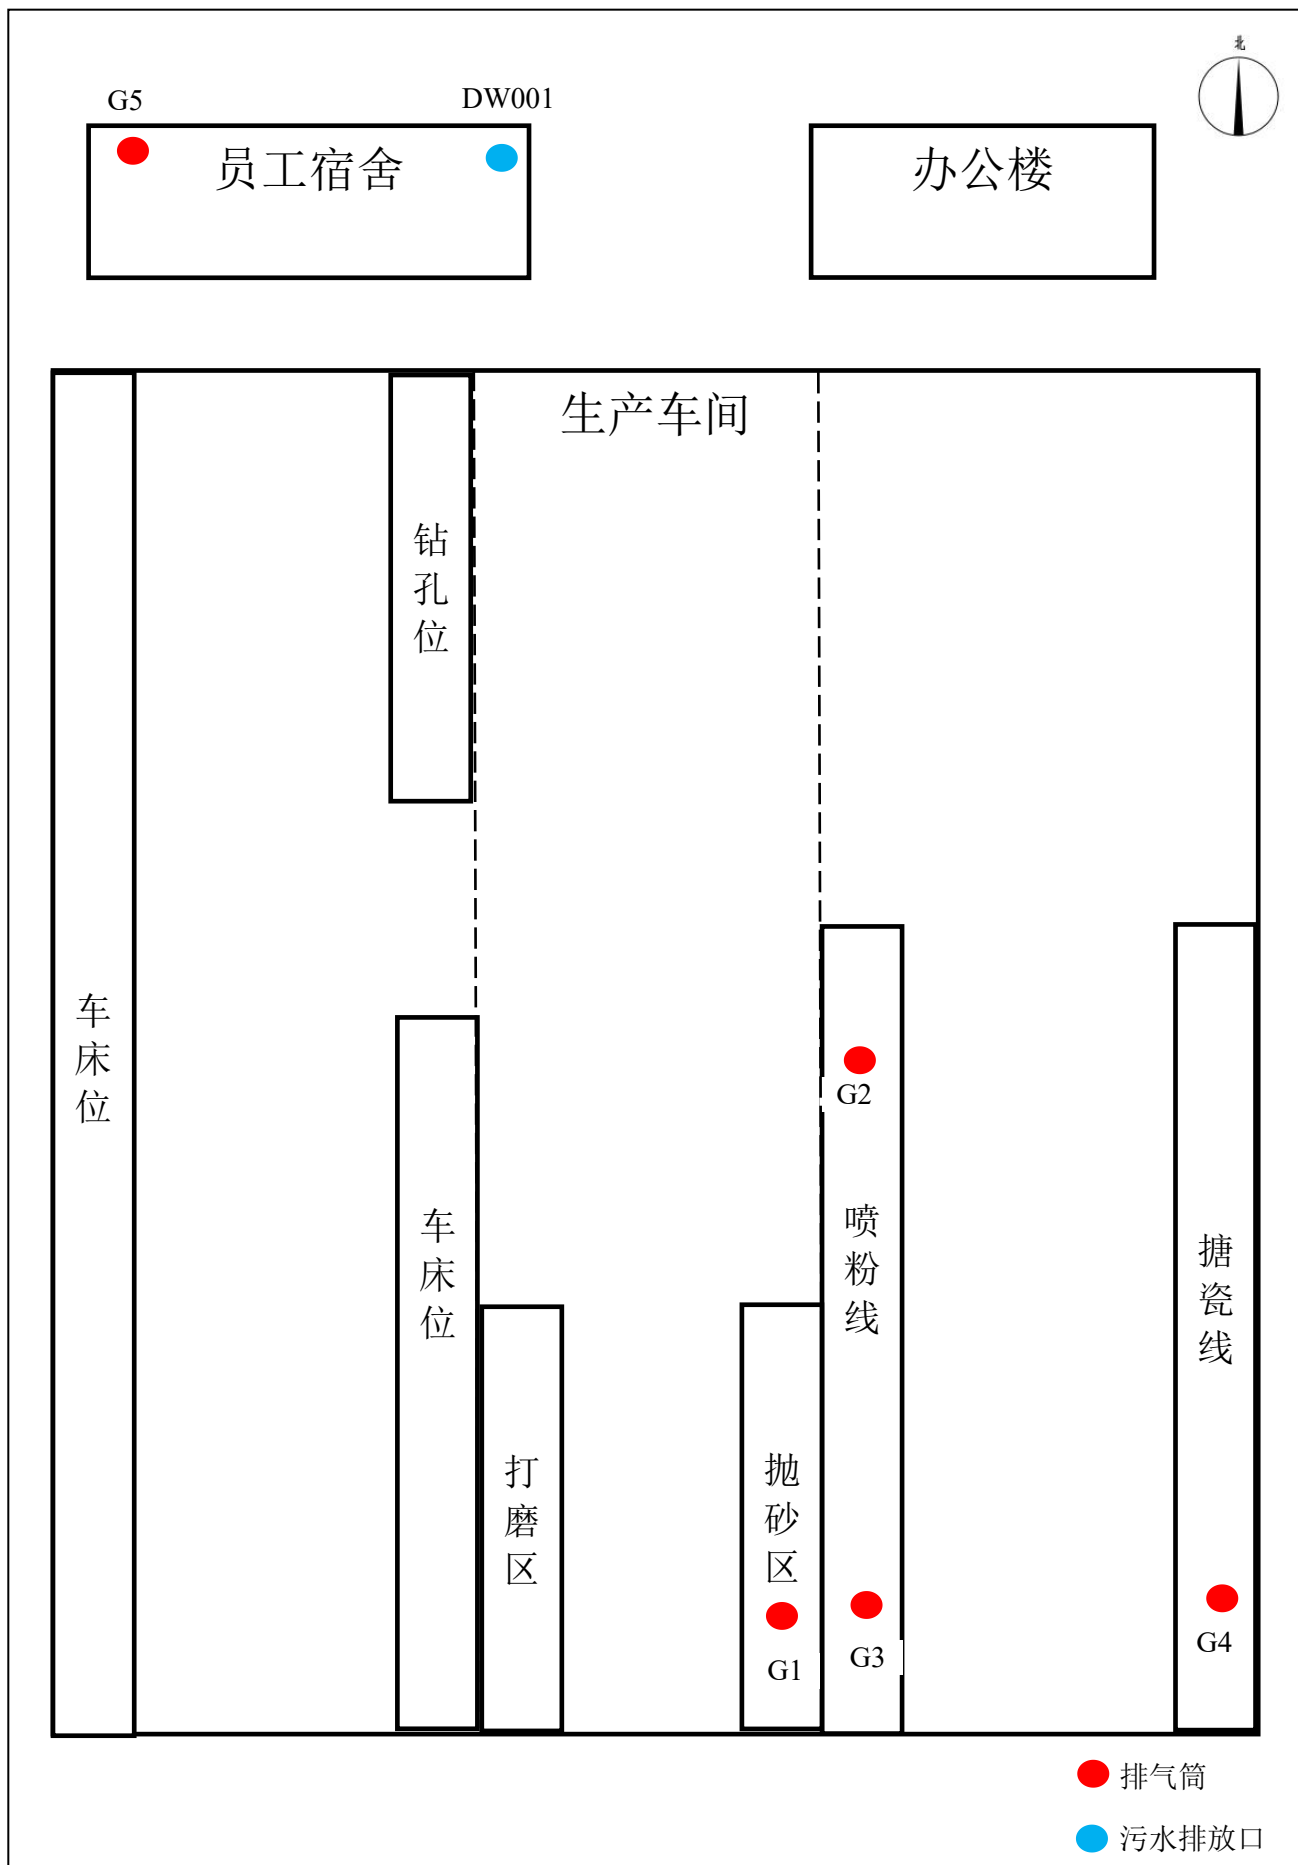 北
G5
DW001
员工宿舍
办公楼
生产车间
钻孔位
车床位
G2
车床位
喷粉线
搪瓷线
打磨区
抛砂区
G1
G3
G4
排气筒
污水排放口